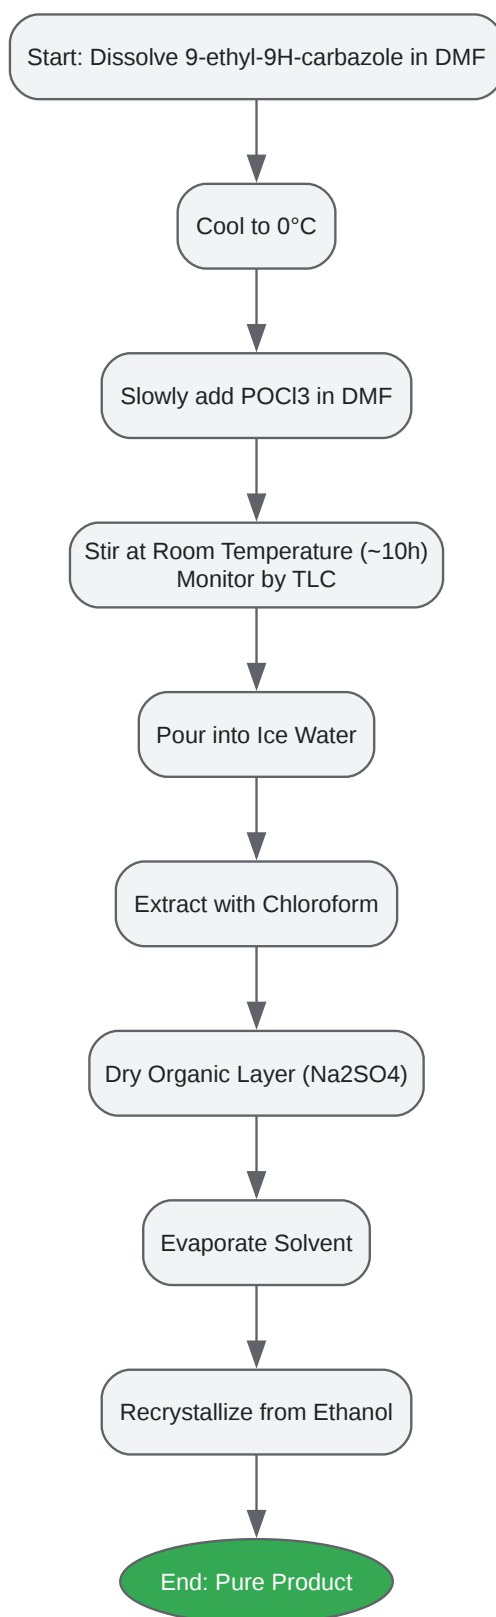 Start: Dissolve 9-ethyl-9H-carbazole in DMF
Cool to 0°C
Slowly add POCl3 in DMF
Stir at Room Temperature (~10h)
Monitor by TLC
Pour into Ice Water
Extract with Chloroform
Dry Organic Layer (Na2SO4)
Evaporate Solvent
Recrystallize from Ethanol
End: Pure Product